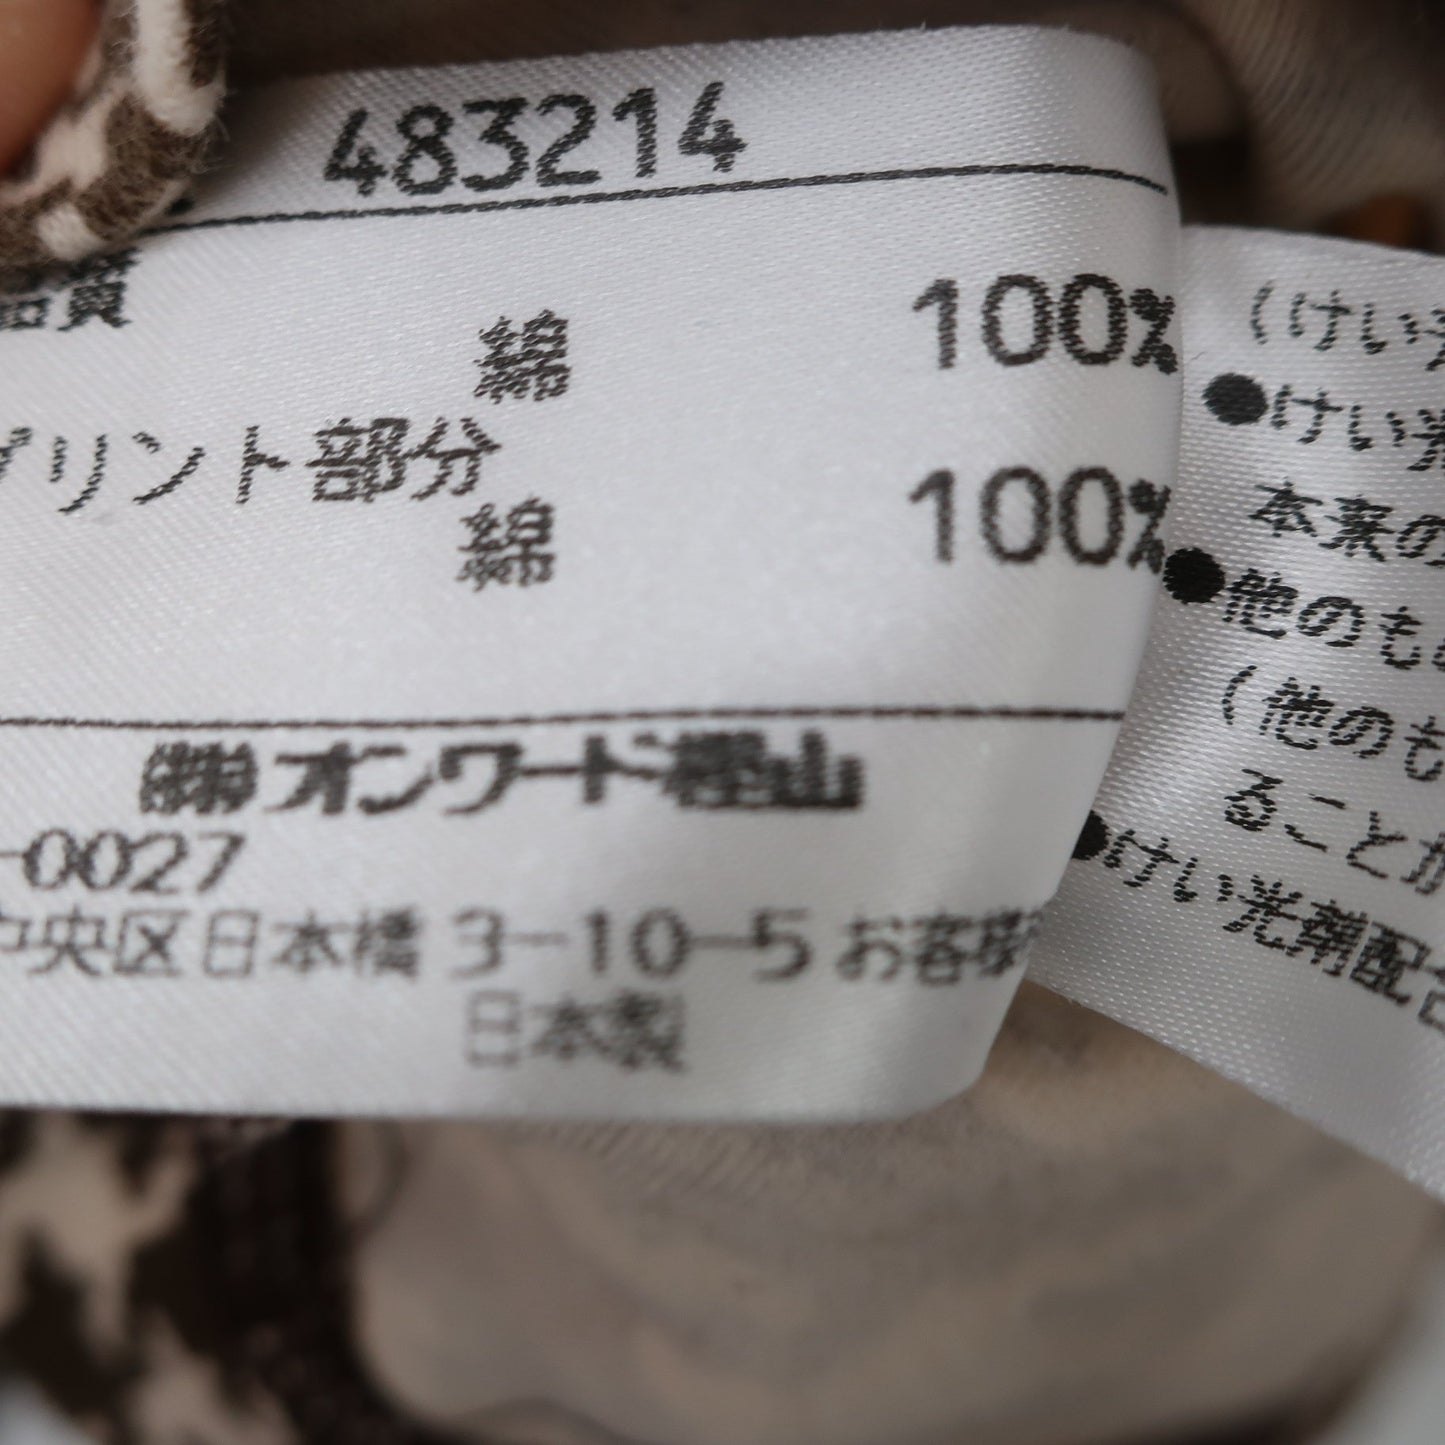 483214
品質
綿 100%
プリント部分
綿 100%
㈱オンワード樫山
-0027
中央区日本橋 3-10-5 お客様
日本製
(けい
●けい
本来の
●他のも
(他のも
ることが
●けい光補配合